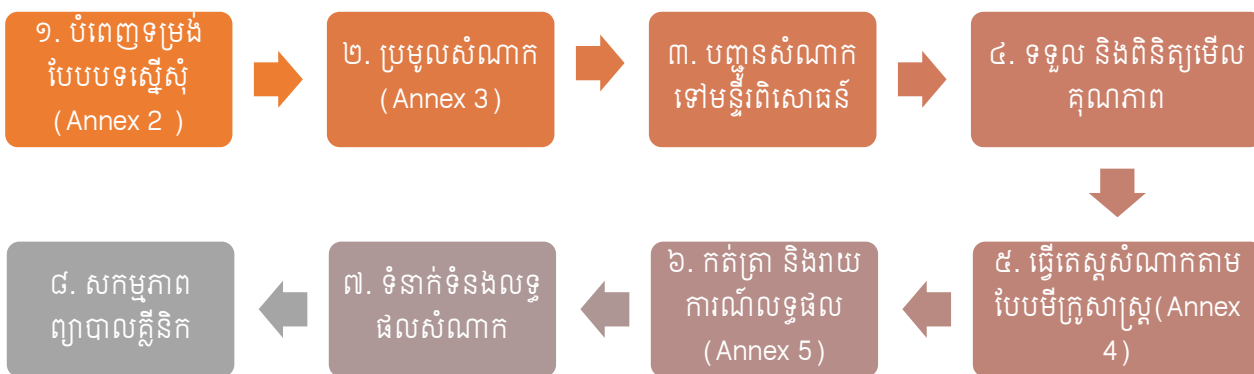 ១. បំពេញទម្រង់
បែបបទស្នើសុំ
(Annex 2 )
២. ប្រមូលសំណាក
(Annex 3)
៣. បញ្ជូនសំណាក
ទៅមន្ទីរពិសោធន៍
៤. ទទួល និងពិនិត្យមើល
គុណភាព
៥. ធ្វើតេស្តសំណាកតាម
បែបមីក្រូសាស្ត្រ(Annex
4)
៦. កត់ត្រា និងរាយ
ការណ៍លទ្ធផល
(Annex 5)
៧. ទំនាក់ទំនងលទ្ធ
ផលសំណាក
៨. សកម្មភាព
ព្យាបាលគ្លីនិក